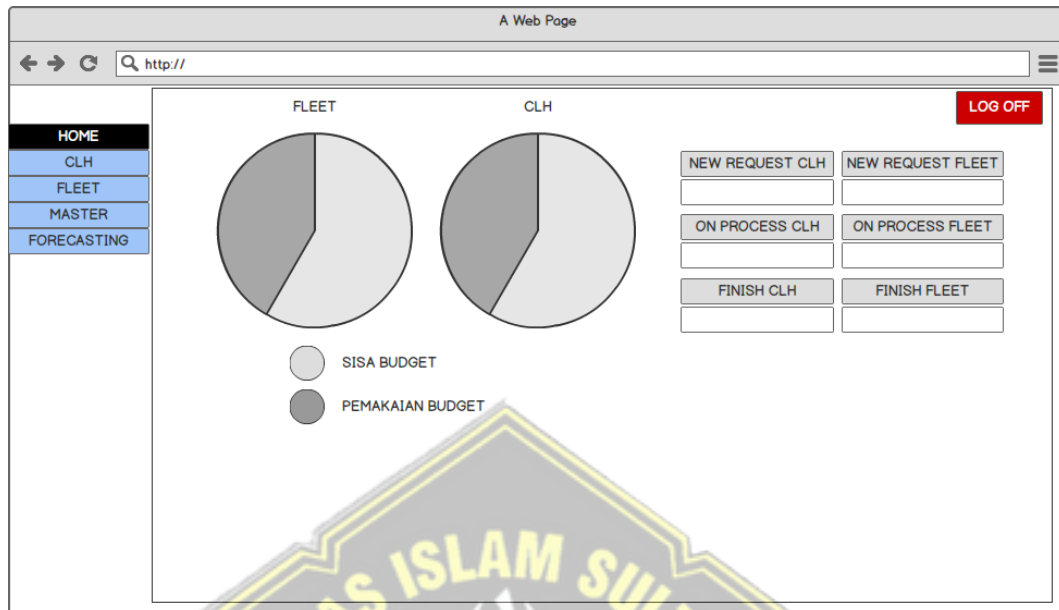 A Web Page
http://
FLEET
CLH
LOG OFF
HOME
CLH
FLEET
MASTER
FORECASTING
NEW REQUEST CLH
NEW REQUEST FLEET
ON PROCESS CLH
ON PROCESS FLEET
FINISH CLH
FINISH FLEET
SISA BUDGET
PEMAKAIAN BUDGET
ISLAM